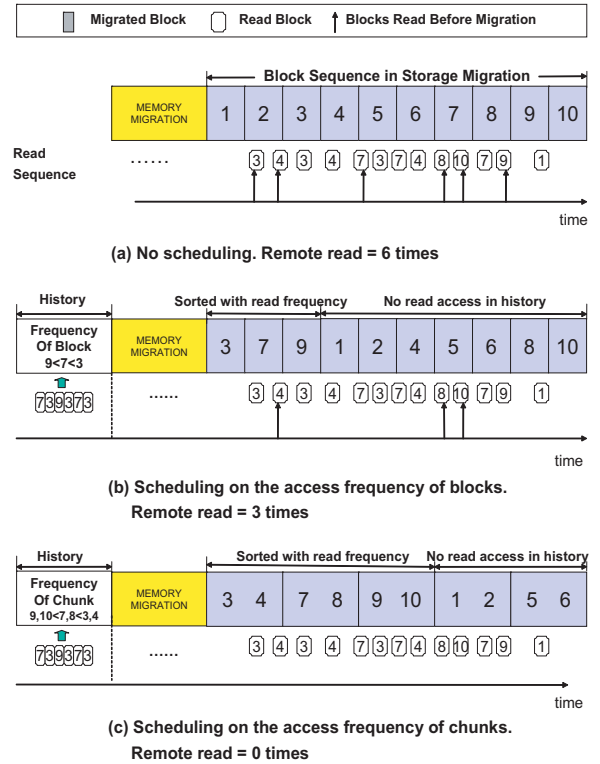 Migrated Block Read Block Blocks Read Before Migration
Block Sequence in Storage Migration
MEMORY MIGRATION 1 2 3 4 5 6 7 8 9 10
Read Sequence ...... 3 4 3 4 7 3 7 4 8 10 7 9 1
time
(a) No scheduling. Remote read = 6 times
History Sorted with read frequency No read access in history
Frequency Of Block 9<7<3 MEMORY MIGRATION 3 7 9 1 2 4 5 6 8 10
739373 ...... 3 4 3 4 7 3 7 4 8 10 7 9 1
time
(b) Scheduling on the access frequency of blocks.
Remote read = 3 times
History Sorted with read frequency No read access in history
Frequency Of Chunk 9,10<7,8<3,4 MEMORY MIGRATION 3 4 7 8 9 10 1 2 5 6
739373 ...... 3 4 3 4 7 3 7 4 8 10 7 9 1
time
(c) Scheduling on the access frequency of chunks.
Remote read = 0 times